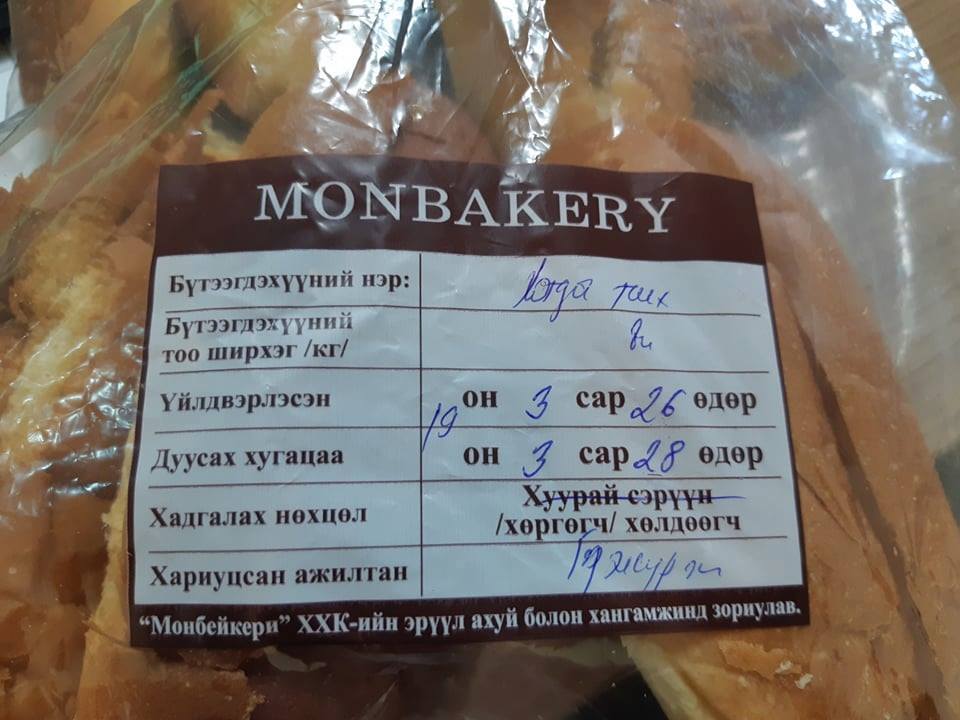 MONBAKERY
Бүтээгдэхүүний нэр:
Бүтээгдэхүүний
тоо ширхэг /кг/
Үйлдвэрлэсэн 19 он 3 сар 26 өдөр
Дуусах хугацаа он 3 сар 28 өдөр
Хадгалах нөхцөл Хуурай сэрүүн
/хөргөгч/ хөлдөөгч
Хариуцсан ажилтан
“Монбейкери” ХХК-ийн эрүүл ахуй болон хангамжинд зориулав.